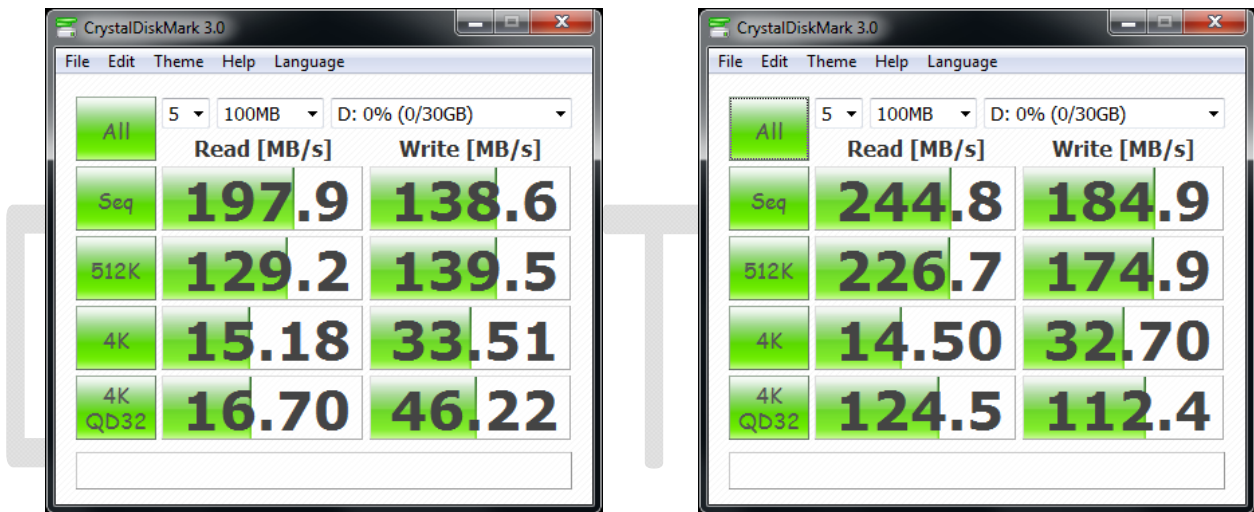 CrystalDiskMark 3.0
File Edit Theme Help Language
All 5 100MB D: 0% (0/30GB)
Read [MB/s] Write [MB/s]
Seq 197.9 138.6
512K 129.2 139.5
4K 15.18 33.51
4K QD32 16.70 46.22
CrystalDiskMark 3.0
File Edit Theme Help Language
All 5 100MB D: 0% (0/30GB)
Read [MB/s] Write [MB/s]
Seq 244.8 184.9
512K 226.7 174.9
4K 14.50 32.70
4K QD32 124.5 112.4